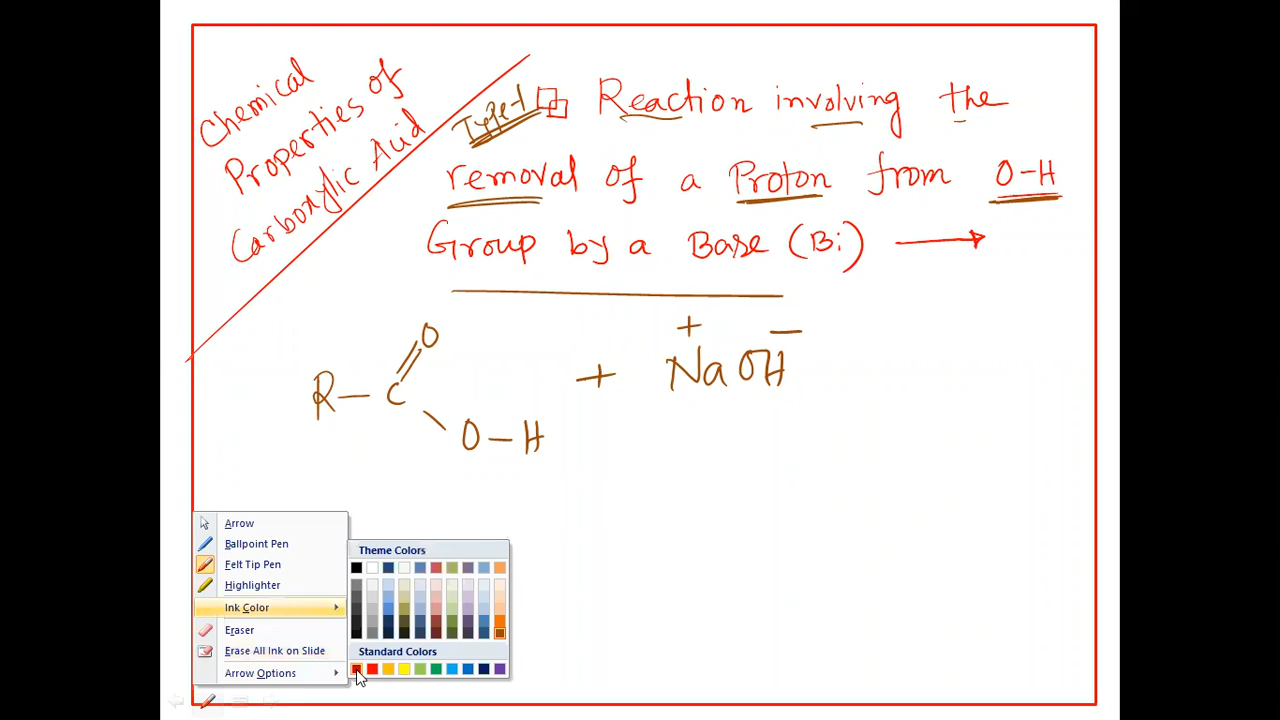 Chemical
Properties of
Carboxylic Acid
Type-1
Reaction involving the
removal of a Proton from O-H
Group by a Base (B:) →
O
+ −
R — C + NaOH
O — H
Arrow
Ballpoint Pen
Felt Tip Pen
Highlighter
Ink Color
Eraser
Erase All Ink on Slide
Arrow Options
Theme Colors
Standard Colors